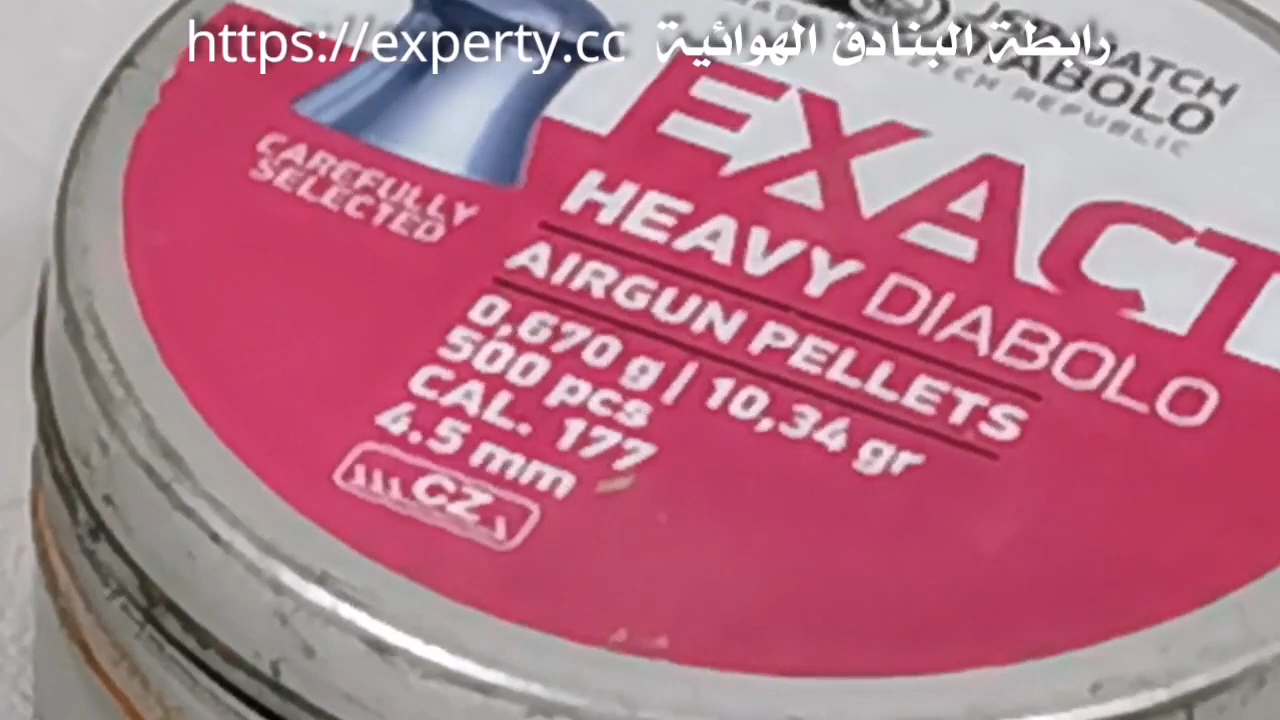 https://experty.cc رابطة البنادق الهوائية
MATCH
DIABOLO
CZECH REPUBLIC
EXACT
HEAVY DIABOLO
AIRGUN PELLETS
0,670 g | 10,34 gr
500 pcs
CAL. 177
4.5 mm
CZ
CAREFULLY
SELECTED